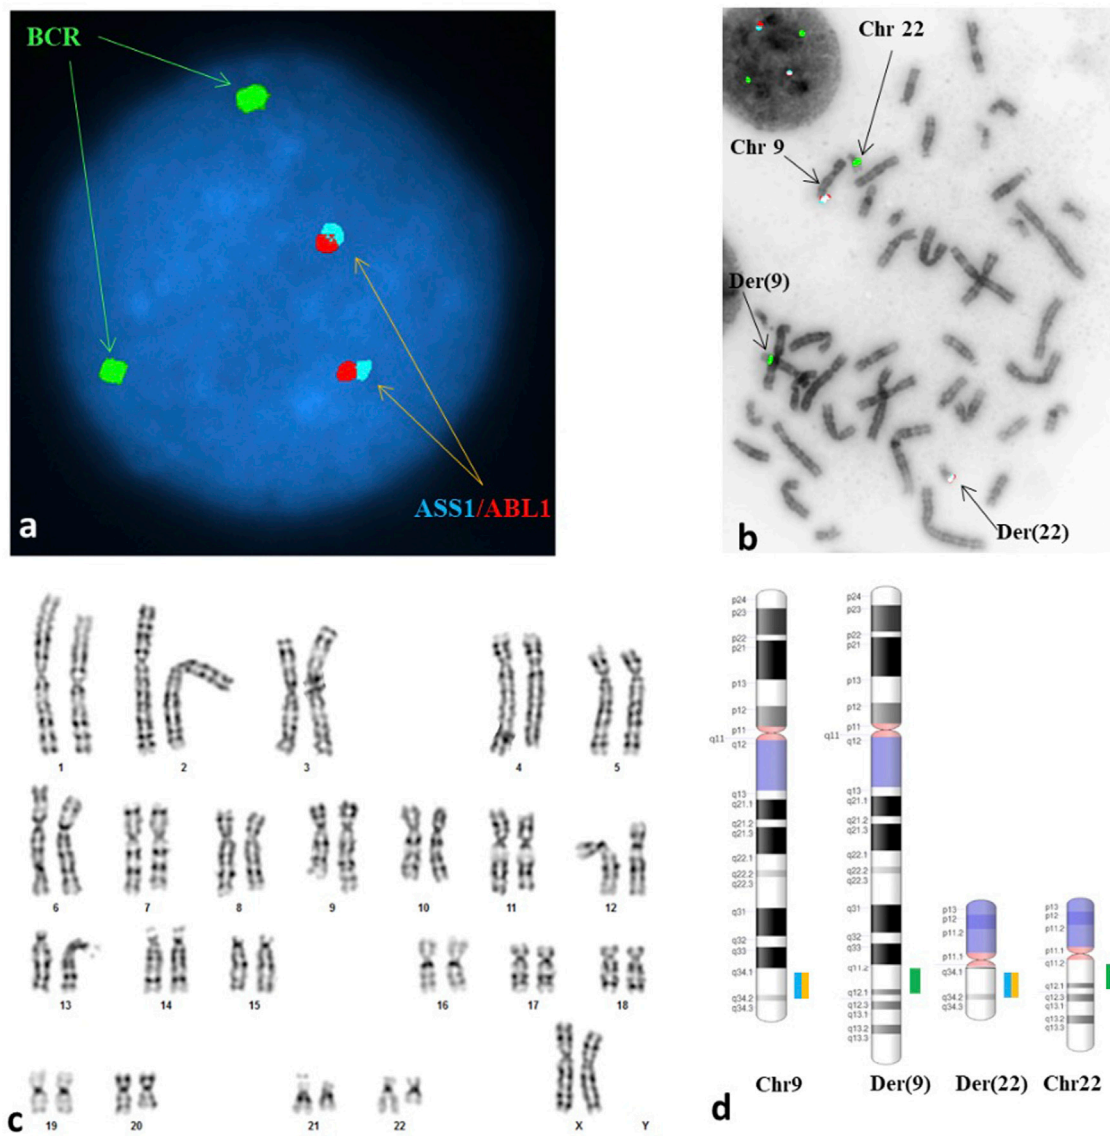 BCR
ASS1/ABL1
a
Chr 22
Chr 9
Der(9)
Der(22)
b
1 2 3 4 5
6 7 8 9 10 11 12
13 14 15 16 17 18
19 20 21 22 X Y
c
p24
p23
p22
p21
p13
p12
p11
q11
q12
q13
q21.1
q21.2
q21.3
q22.1
q22.2
q22.3
q31
q32
q33
q34.1
q34.2
q34.3
Chr9
p24
p23
p22
p21
p13
p12
p11
q11
q12
q13
q21.1
q21.2
q21.3
q22.1
q22.2
q22.3
q31
q32
q33
q11.2
q12.1
q12.3
q13.1
q13.2
q13.3
Der(9)
p13
p12
p11.2
p11.1
q34.1
q34.2
q34.3
Der(22)
p13
p12
p11.2
p11.1
q11.2
q12.1
q12.3
q13.1
q13.2
q13.3
Chr22
d